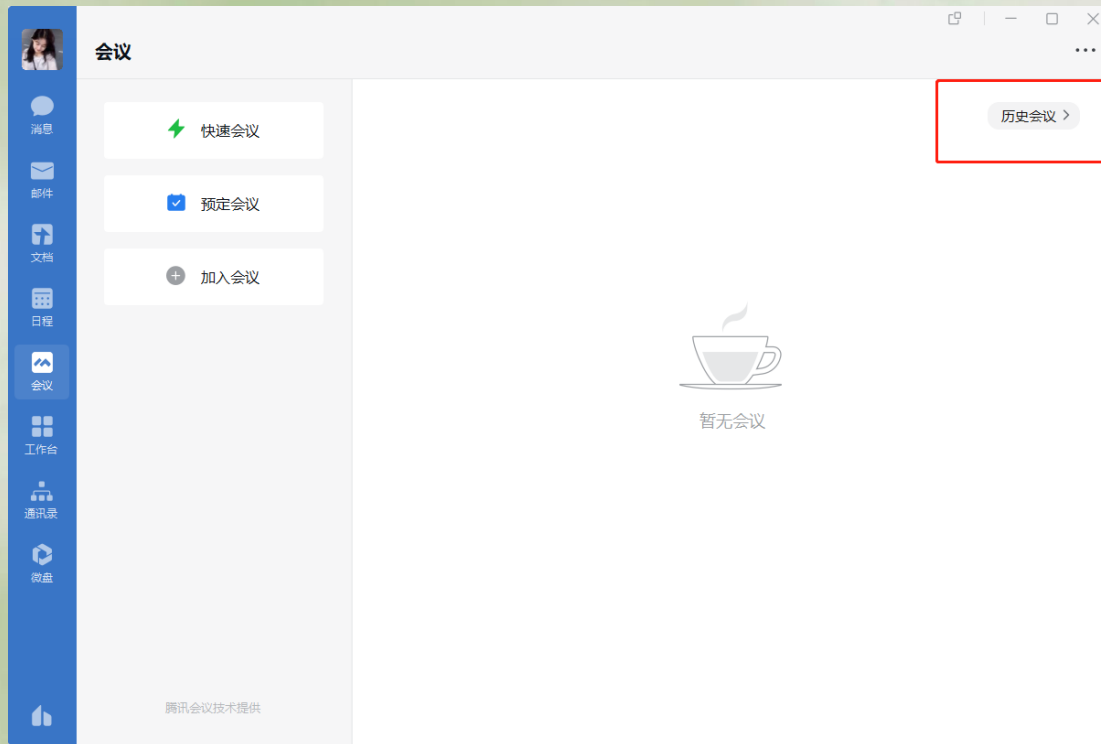 会议
消息
邮件
文档
日程
会议
工作台
通讯录
微盘
快速会议
预定会议
加入会议
腾讯会议技术提供
历史会议
暂无会议